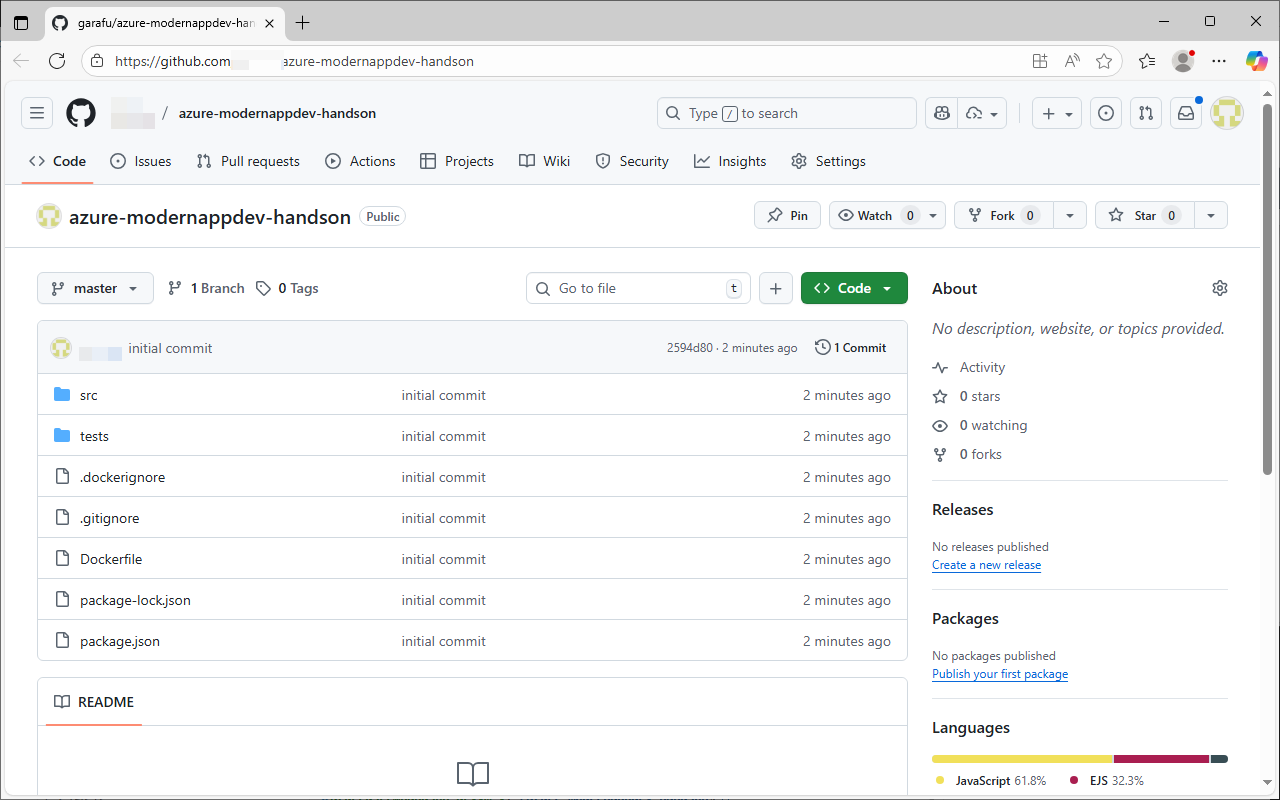 garafu/azure-modernappdev-han
https://github.com azure-modernappdev-handson
/ azure-modernappdev-handson
Type / to search
Code Issues Pull requests Actions Projects Wiki Security Insights Settings
azure-modernappdev-handson Public
Pin Watch 0 Fork 0 Star 0
master 1 Branch 0 Tags Go to file t Code
initial commit 2594d80 · 2 minutes ago 1 Commit
src initial commit 2 minutes ago
tests initial commit 2 minutes ago
.dockerignore initial commit 2 minutes ago
.gitignore initial commit 2 minutes ago
Dockerfile initial commit 2 minutes ago
package-lock.json initial commit 2 minutes ago
package.json initial commit 2 minutes ago
README
About
No description, website, or topics provided.
Activity
0 stars
0 watching
0 forks
Releases
No releases published
Create a new release
Packages
No packages published
Publish your first package
Languages
JavaScript 61.8% EJS 32.3%